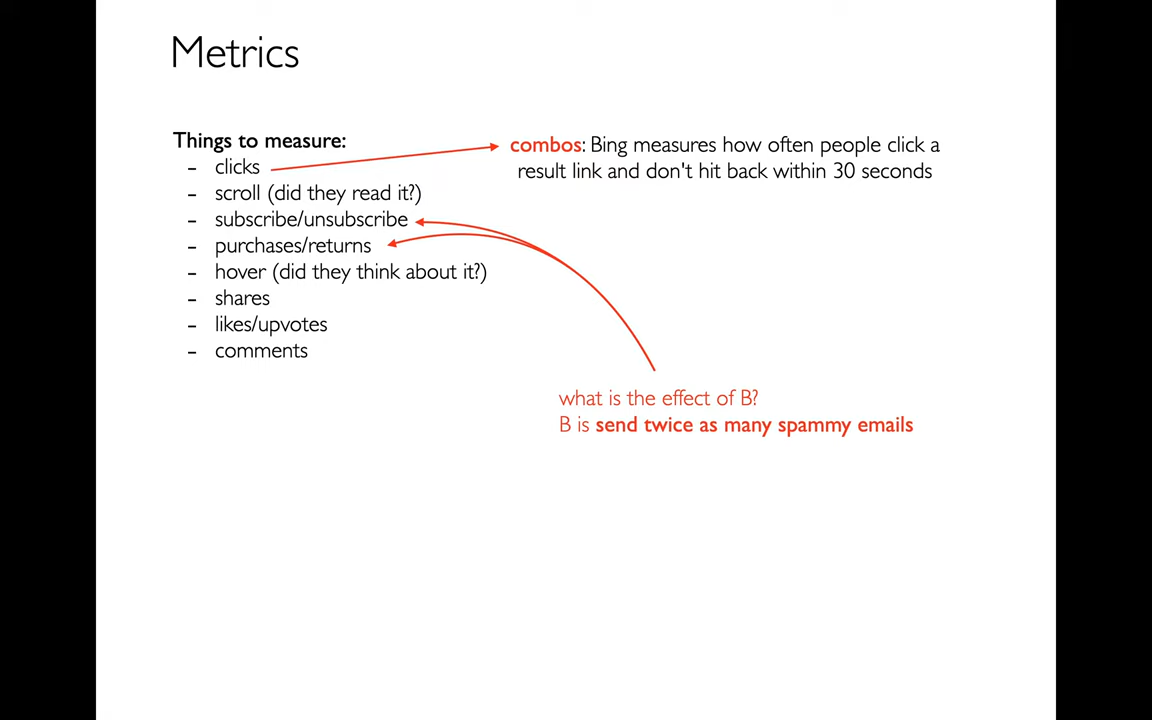 Metrics
Things to measure:
- clicks
- scroll (did they read it?)
- subscribe/unsubscribe
- purchases/returns
- hover (did they think about it?)
- shares
- likes/upvotes
- comments
combos: Bing measures how often people click a
result link and don't hit back within 30 seconds
what is the effect of B?
B is send twice as many spammy emails